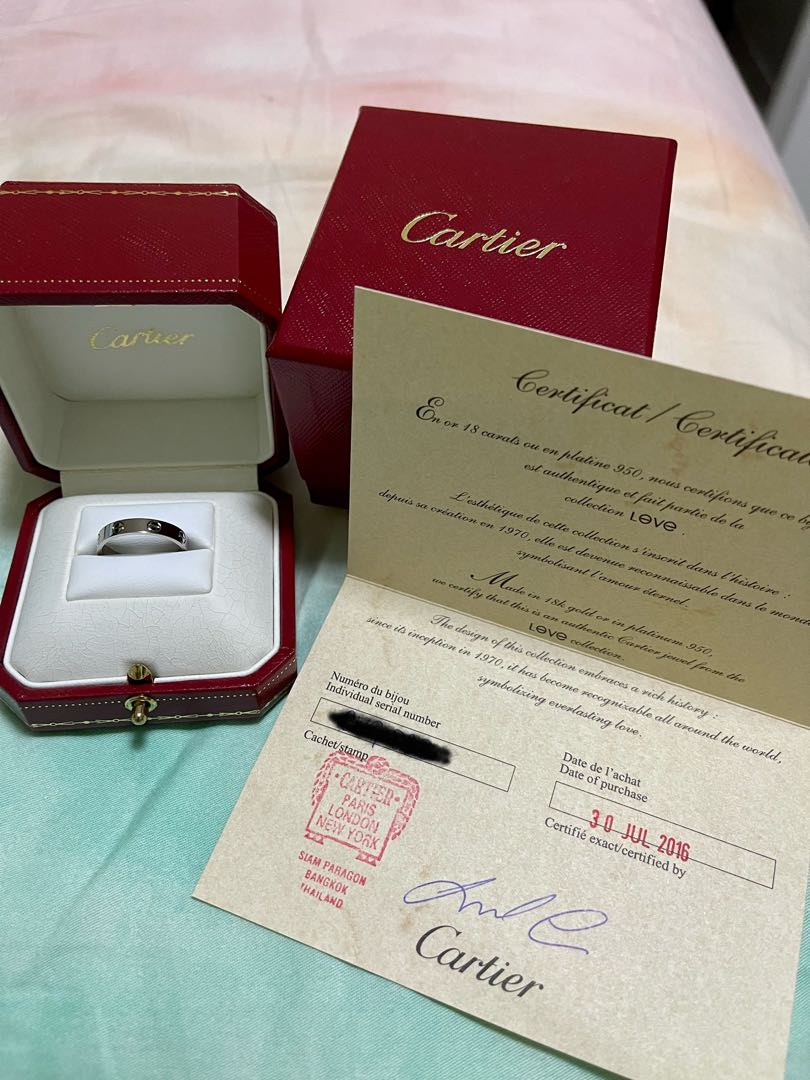 Cartier
Cartier
Certificat / Certificat
En or 18 carats ou en platine 950, nous certifions que ce
est authentique et fait partie de la
collection LOVE.
L'esthétique de cette collection s'inscrit dans l'histoire :
depuis sa création en 1970, elle est devenue reconnaissable dans le monde
symbolisant l'amour éternel.
Made in 18k gold or in platinum 950,
we certify that this is an authentic Cartier jewel from the
LOVE collection.
The design of this collection embraces a rich history :
since its inception in 1970, it has become recognizable all around the world,
symbolizing everlasting love.
Numéro du bijou
Individual serial number
Cachet/stamp
CARTIER
PARIS
LONDON
NEW YORK
SIAM PARAGON
BANGKOK
THAILAND
Date de l'achat
Date of purchase
30 JUL 2016
Certifié exact/certified by
Cartier